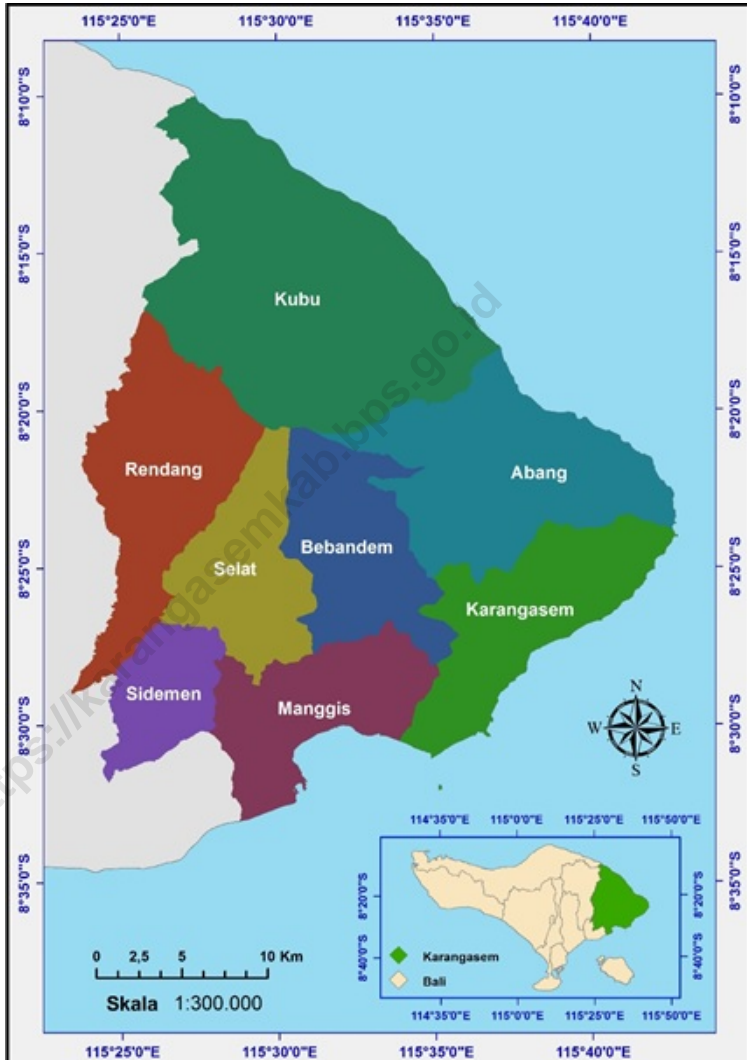 115°25'0"E 115°30'0"E 115°35'0"E 115°40'0"E
8°10'0"S 8°10'0"S
8°15'0"S 8°15'0"S
Kubu
8°20'0"S 8°20'0"S
Rendang
Abang
Bebandem
Selat
8°25'0"S 8°25'0"S
Karangasem
Sidemen
Manggis
8°30'0"S 8°30'0"S
N
W E
S
https://karangasemkab.bps.go.id
114°35'0"E 115°0'0"E 115°25'0"E 115°50'0"E
8°35'0"S 8°35'0"S
8°20'0"S 8°20'0"S
8°40'0"S 8°40'0"S
Karangasem
Bali
114°35'0"E 115°0'0"E 115°25'0"E 115°50'0"E
0 2,5 5 10 Km
Skala 1:300.000
115°25'0"E 115°30'0"E 115°35'0"E 115°40'0"E